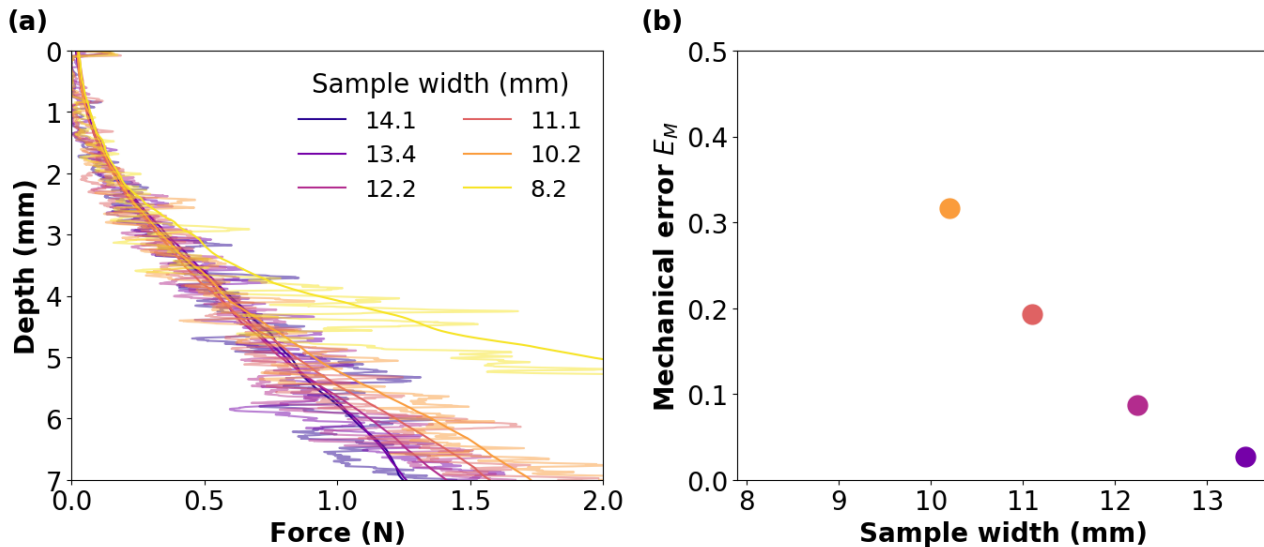 (a)
Sample width (mm)
14.1
13.4
12.2
11.1
10.2
8.2
0
1
2
3
4
5
6
7
Depth (mm)
0.0 0.5 1.0 1.5 2.0
Force (N)
(b)
0.5
0.4
0.3
0.2
0.1
0.0
Mechanical error E_M
8 9 10 11 12 13
Sample width (mm)